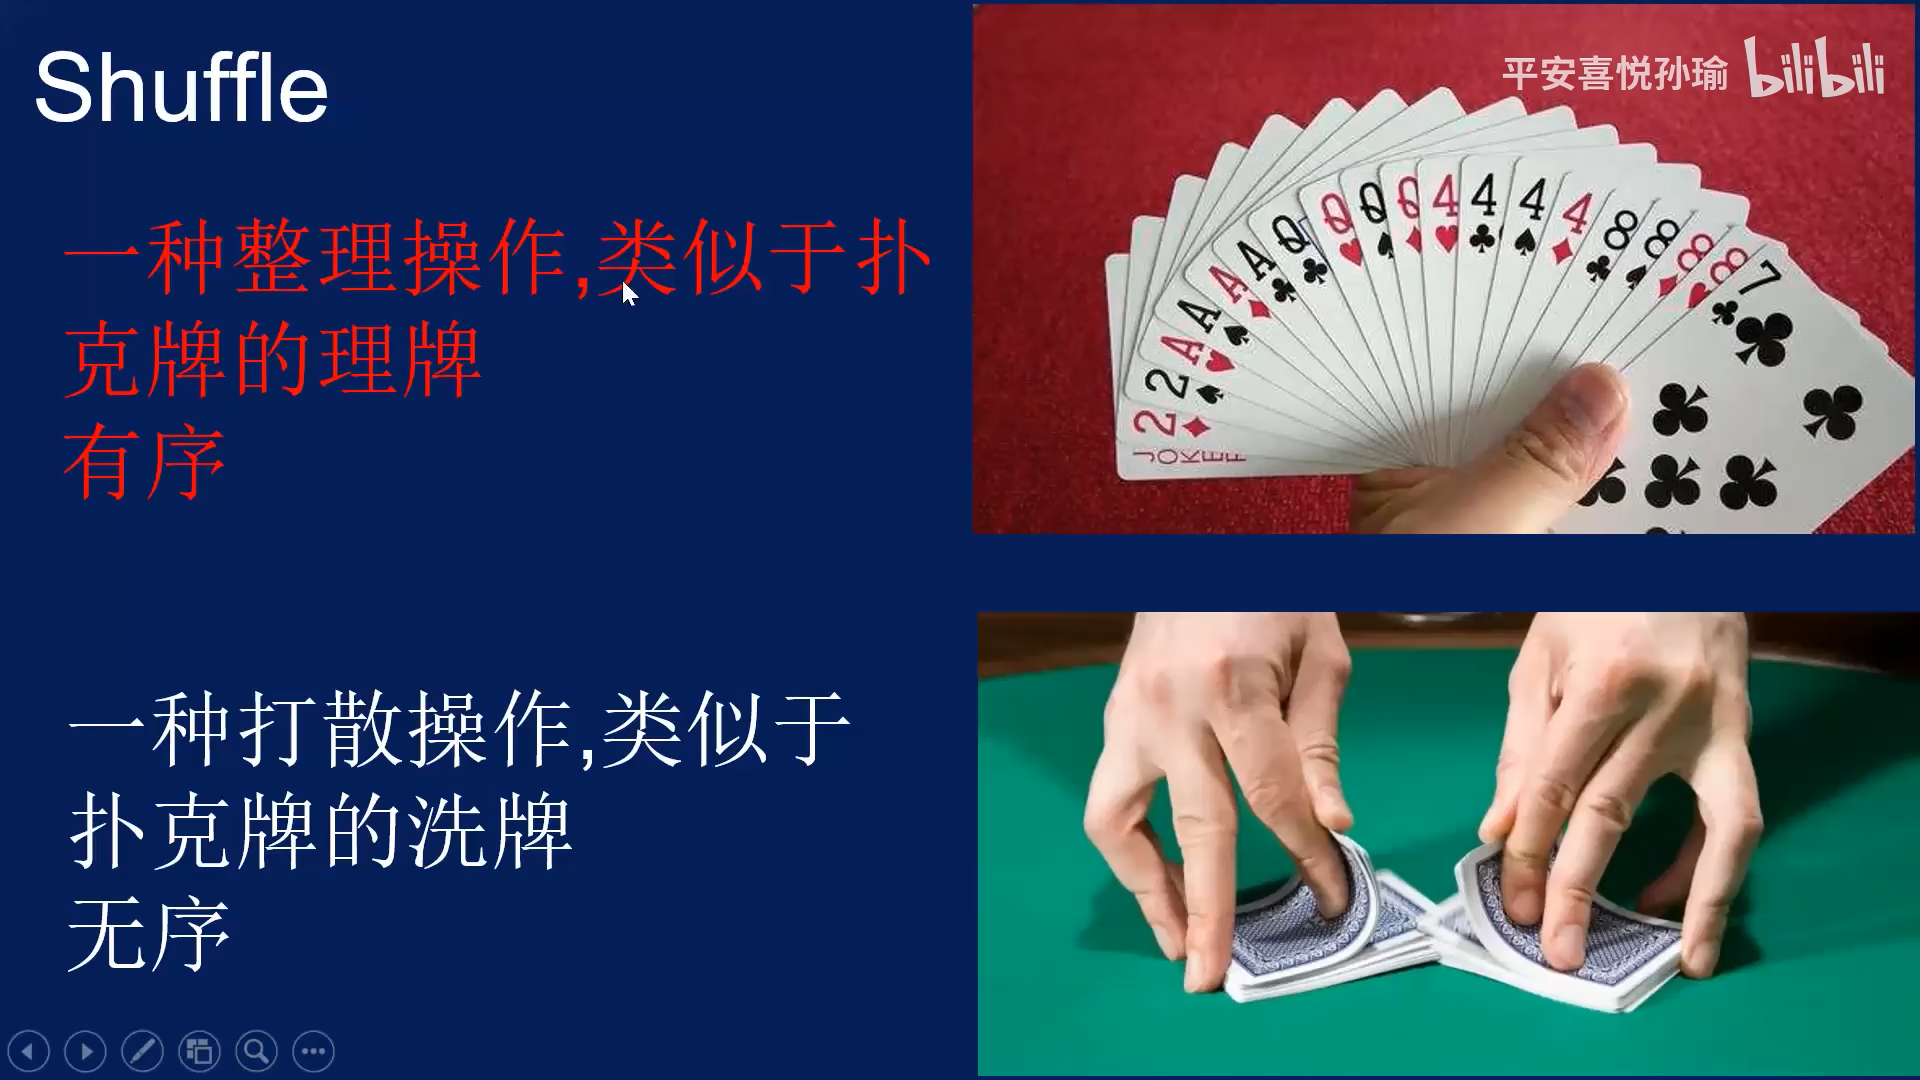 Shuffle
平安喜悦孙瑜 bilibili
一种整理操作,类似于扑
克牌的理牌
有序
Q Q Q 4 4 4 4 8 8 8 8 7
A A Q
A
A
2
2
JOKER
一种打散操作,类似于
扑克牌的洗牌
无序